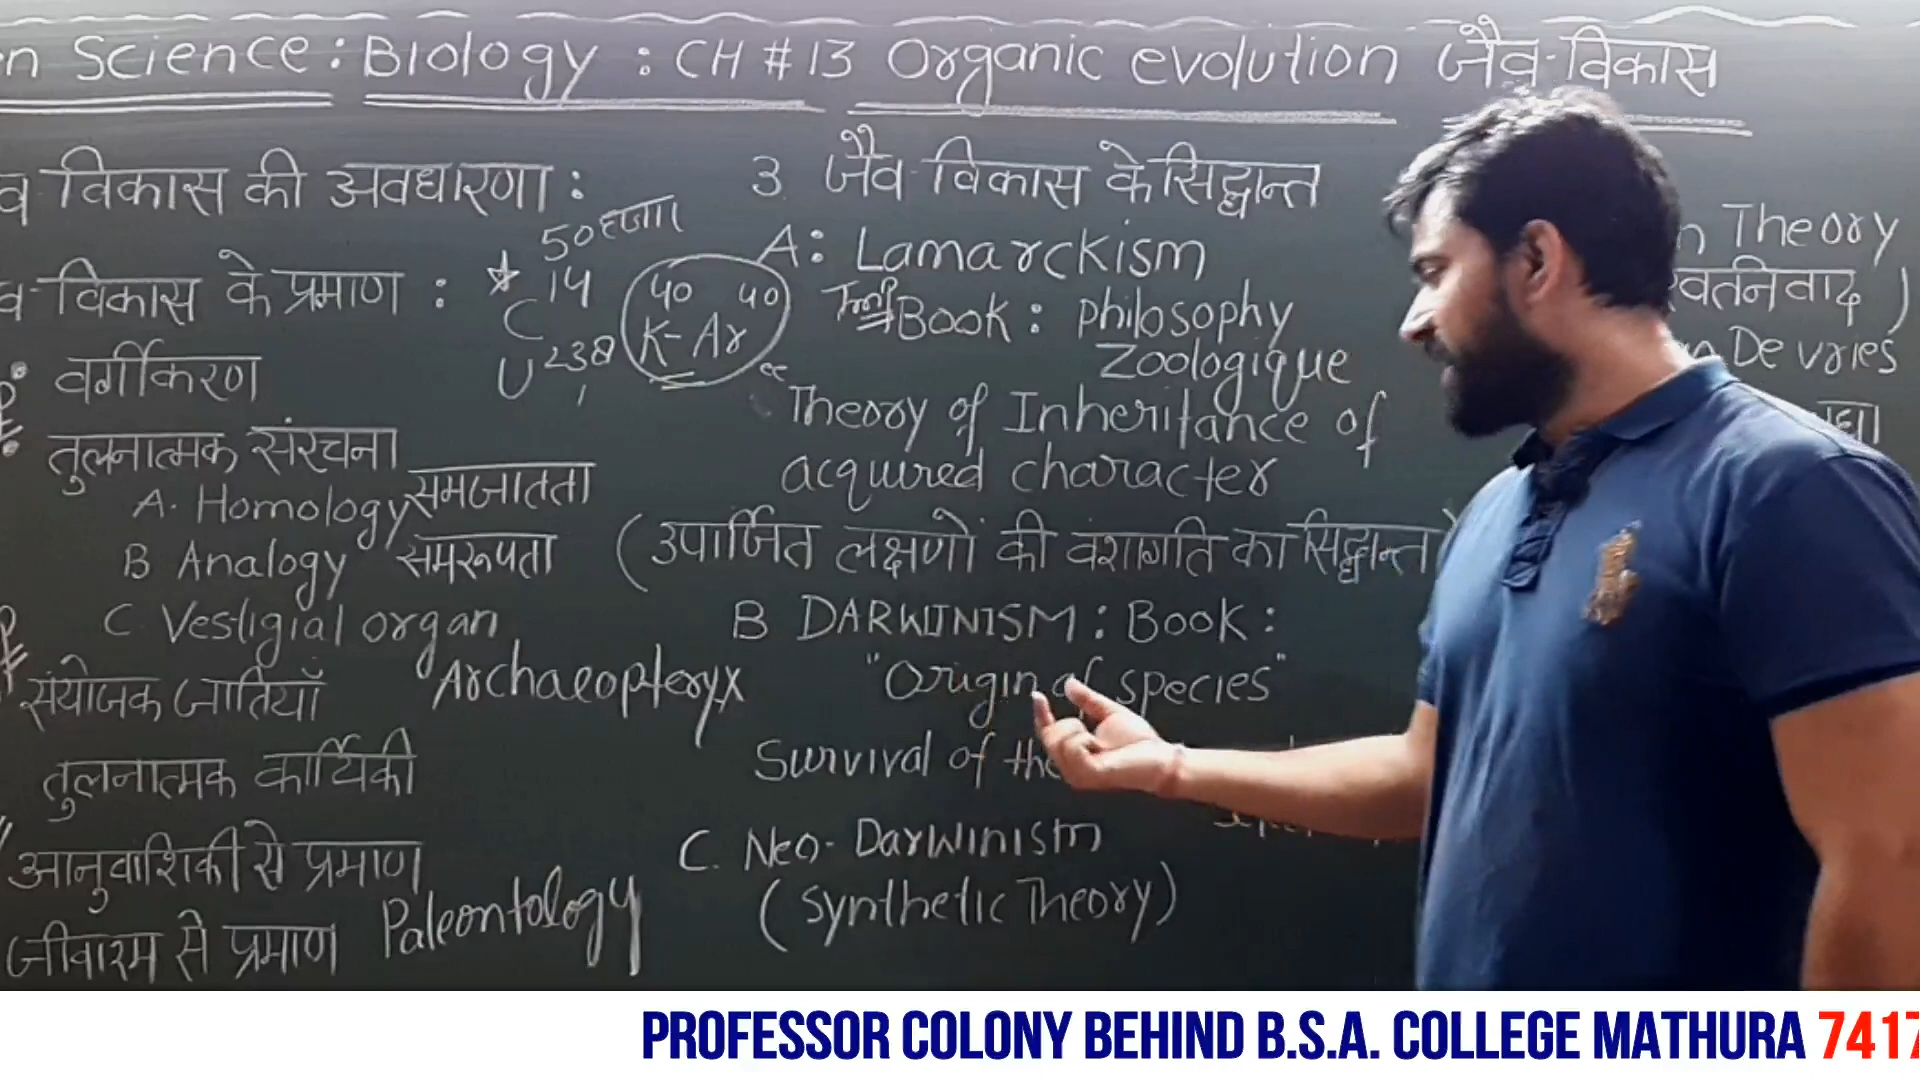 n Science : Biology : CH # 13 Organic evolution जैव-विकास
व विकास की अवधारणा :
व-विकास के प्रमाण :
वर्गीकरण
तुलनात्मक संरचना
A. Homology समजातता
B Analogy समरूपता
C. Vestigial organ
संयोजक जातियाँ Archaeopteryx
तुलनात्मक कार्यिकी
आनुवांशिकी से प्रमाण
जीवाश्म से प्रमाण Paleontology
50 हजार
C 14
U 238
40 40
K-Ar
3 जैव-विकास के सिद्धान्त
A: Lamarckism
Book : Philosophy
Zoologique
"Theory of Inheritance of
acquired character
(उपार्जित लक्षणों की वंशागति का सिद्धान्त)
B DARWINISM : Book :
"Origin of species"
Survival of the
C. Neo-Darwinism
(Synthetic Theory)
n Theory
वर्तनवाद )
De vries
PROFESSOR COLONY BEHIND B.S.A. COLLEGE MATHURA 7417